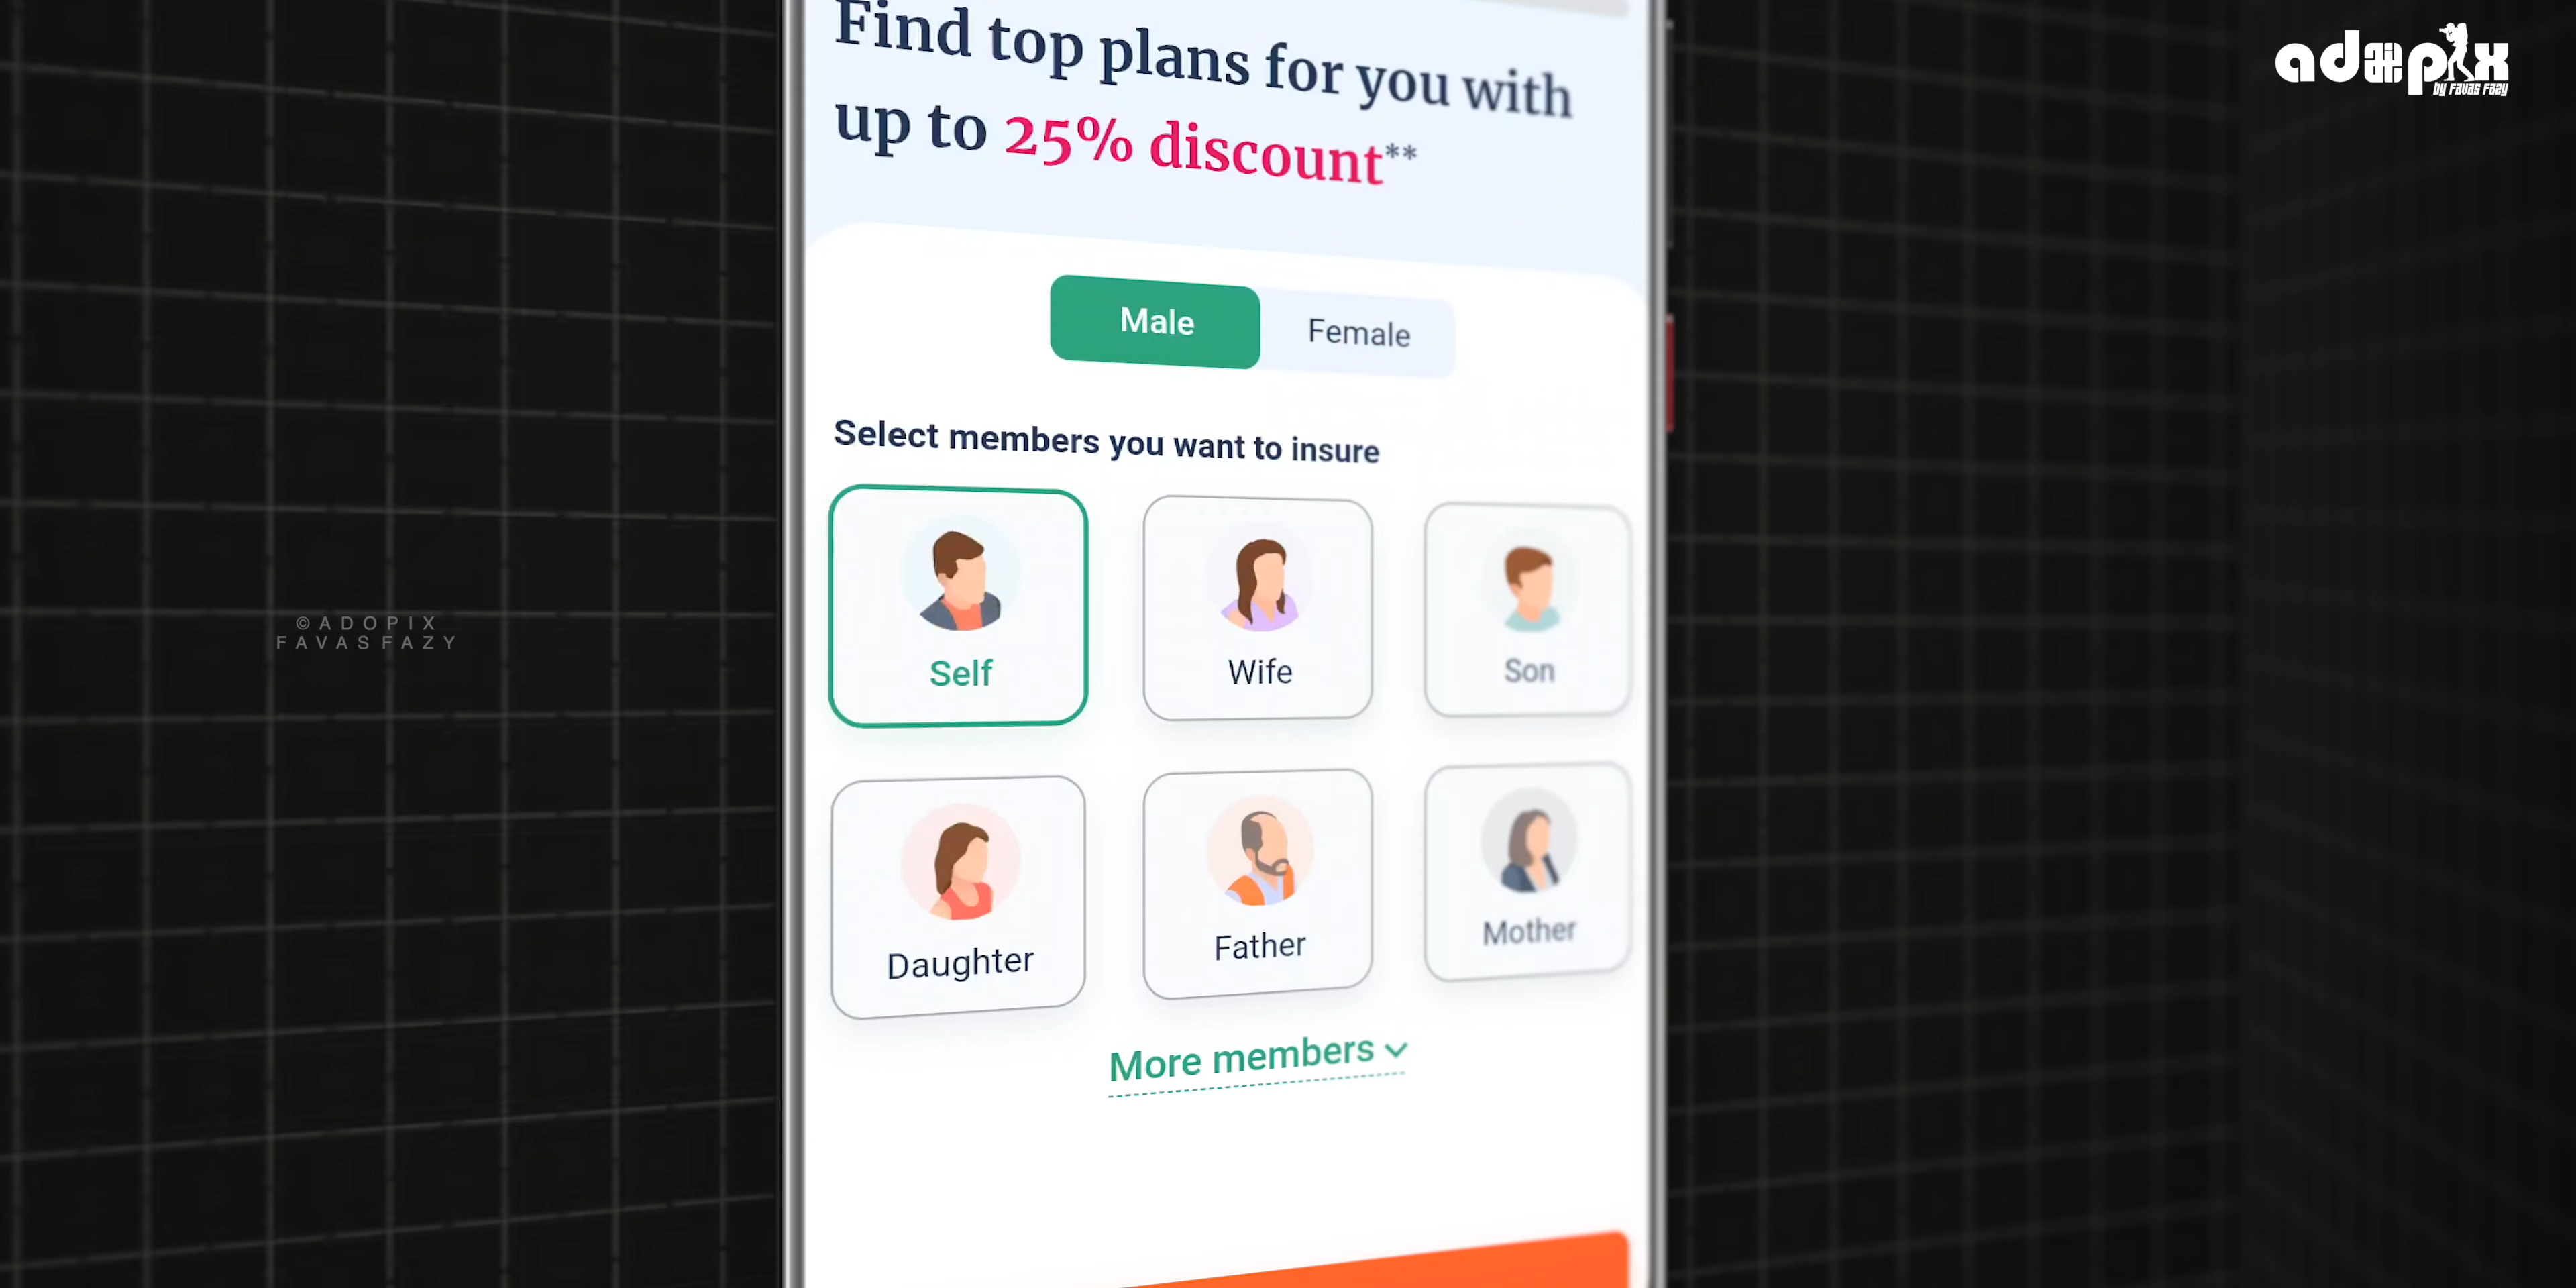 adopix
BY FAVAS FAZY
Find top plans for you with
up to 25% discount**
Male
Female
Select members you want to insure
Self
Wife
Son
©ADOPIX
FAVASFAZY
Daughter
Father
Mother
More members